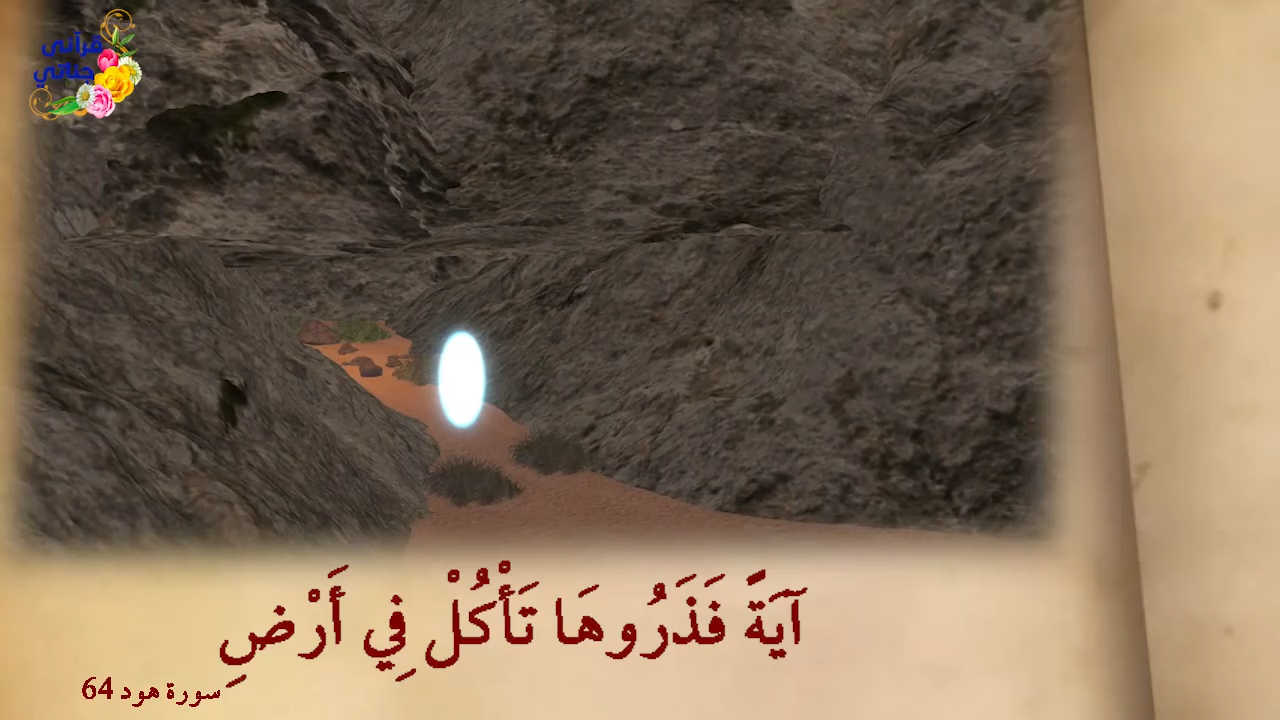 قرآني
جناتي
آيَةً فَذَرُوهَا تَأْكُلْ فِي أَرْضِ
سورة هود 64